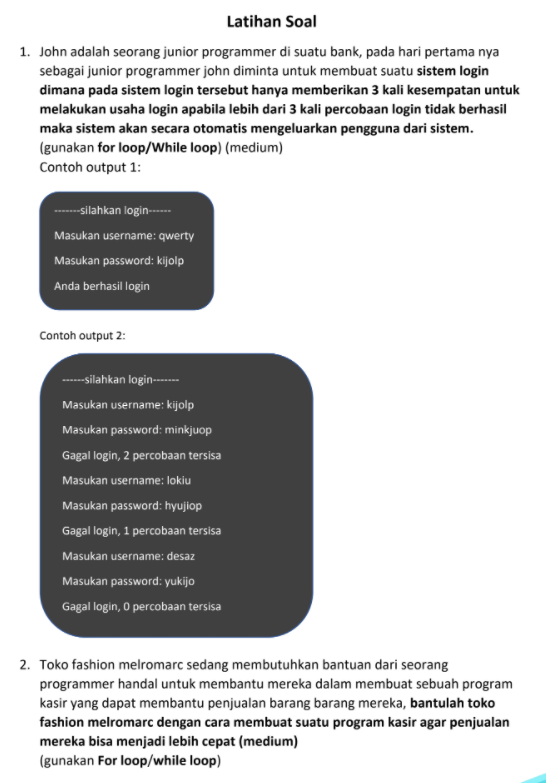 Latihan Soal
1. John adalah seorang junior programmer di suatu bank, pada hari pertama nya
sebagai junior programmer john diminta untuk membuat suatu sistem login
dimana pada sistem login tersebut hanya memberikan 3 kali kesempatan untuk
melakukan usaha login apabila lebih dari 3 kali percobaan login tidak berhasil
maka sistem akan secara otomatis mengeluarkan pengguna dari sistem.
(gunakan for loop/While loop) (medium)
Contoh output 1:
-------silahkan login------
Masukan username: qwerty
Masukan password: kijolp
Anda berhasil login
Contoh output 2:
------silahkan login-------
Masukan username: kijolp
Masukan password: minkjuop
Gagal login, 2 percobaan tersisa
Masukan username: lokiu
Masukan password: hyujiop
Gagal login, 1 percobaan tersisa
Masukan username: desaz
Masukan password: yukijo
Gagal login, 0 percobaan tersisa
2. Toko fashion melromarc sedang membutuhkan bantuan dari seorang
programmer handal untuk membantu mereka dalam membuat sebuah program
kasir yang dapat membantu penjualan barang barang mereka, bantulah toko
fashion melromarc dengan cara membuat suatu program kasir agar penjualan
mereka bisa menjadi lebih cepat (medium)
(gunakan For loop/while loop)